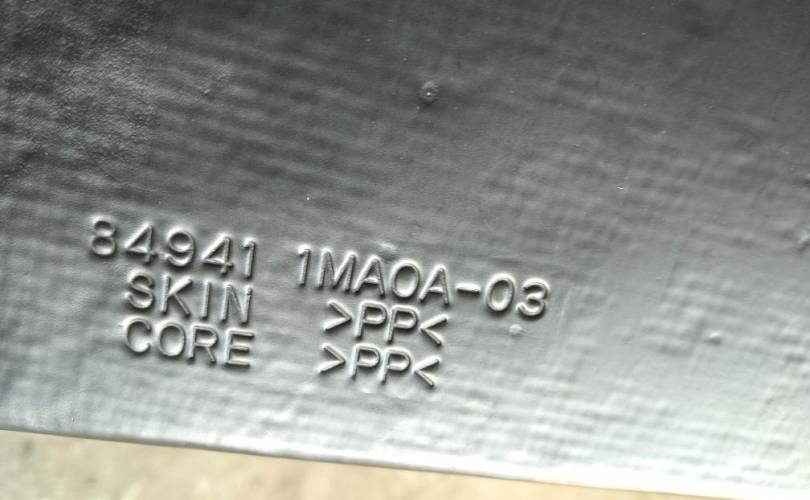 84941 1MA0A-03
SKIN >PP<
CORE >PP<